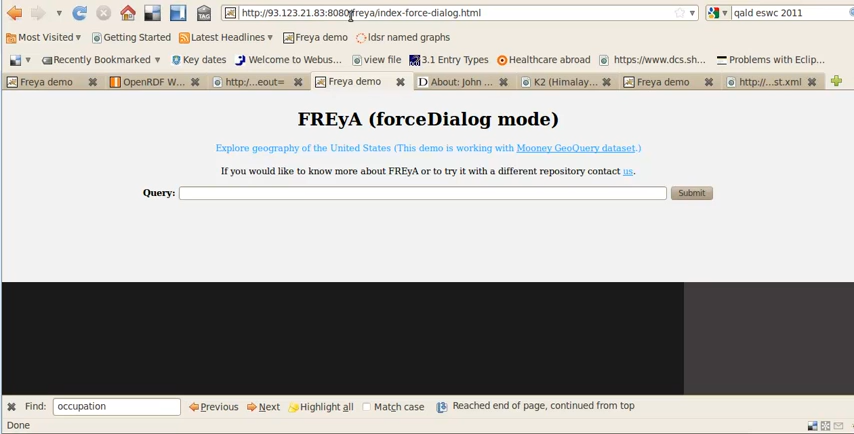 http://93.123.21.83:8080/freya/index-force-dialog.html qald eswc 2011
Most Visited Getting Started Latest Headlines Freya demo ldsr named graphs
Recently Bookmarked Key dates Welcome to Webus... view file 3.1 Entry Types Healthcare abroad https://www.dcs.sh... Problems with Eclip...
Freya demo OpenRDF W... http:/...eout= Freya demo About: John ... K2 (Himalay... Freya demo http:/...st.xml
FREyA (forceDialog mode)
Explore geography of the United States (This demo is working with Mooney GeoQuery dataset.)
If you would like to know more about FREyA or to try it with a different repository contact us.
Query: Submit
Find: occupation Previous Next Highlight all Match case Reached end of page, continued from top
Done